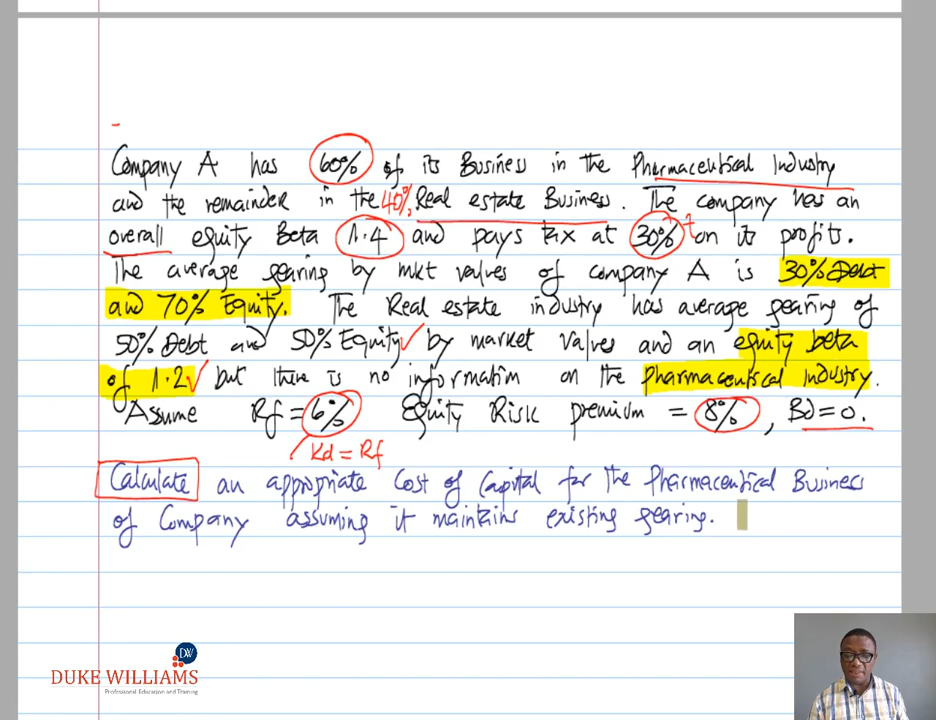 Company A has 60% of its Business in the Pharmaceutical Industry
and the remainder in the 40% Real estate Business. The company has an
overall equity Beta 1.4 and pays tax at 30% t on its profits.
The average gearing by mkt values of company A is 30% Debt
and 70% Equity. The Real estate industry has average gearing of
50% Debt and 50% Equity by market values and an equity beta
of 1.2 but there is no information on the pharmaceutical industry.
Assume Rf = 6% Equity Risk premium = 8%, Bd = 0.
Kd = Rf
Calculate an appropriate Cost of Capital for the Pharmaceutical Business
of Company assuming it maintains existing gearing.
DW
DUKE WILLIAMS
Professional Education and Training